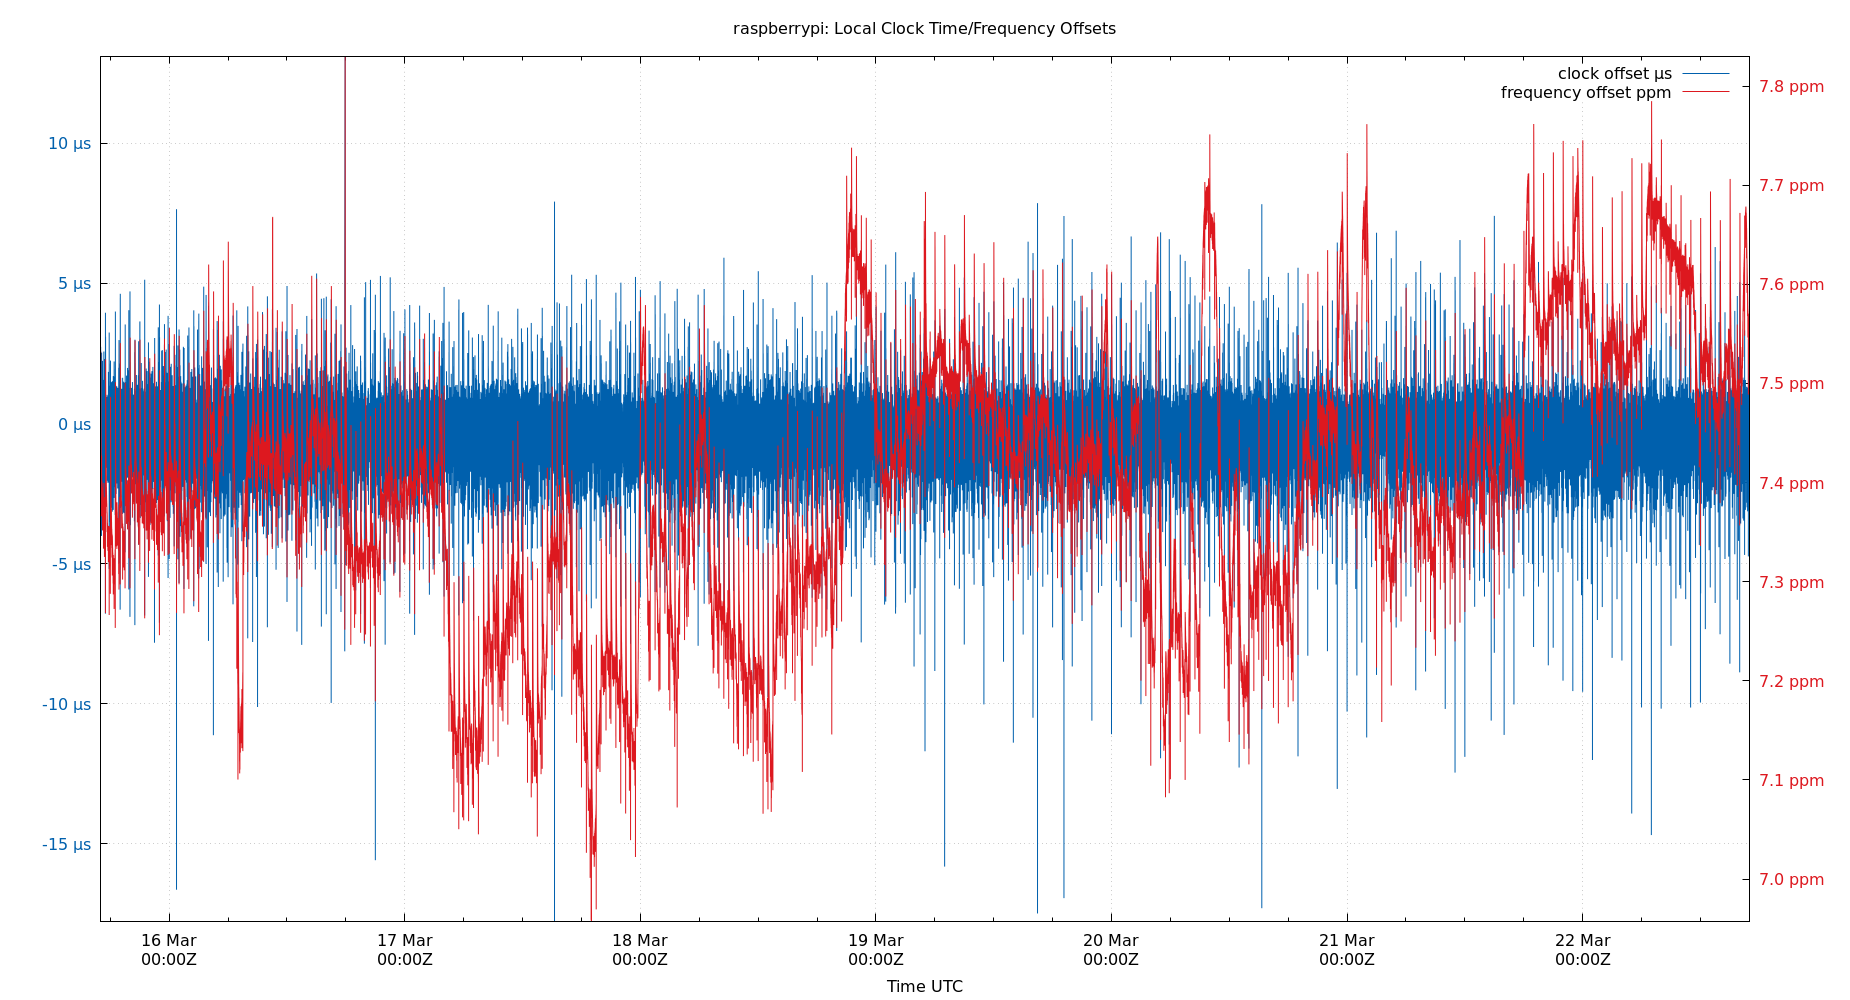 raspberrypi: Local Clock Time/Frequency Offsets
clock offset µs
frequency offset ppm
10 µs
5 µs
0 µs
-5 µs
-10 µs
-15 µs
7.8 ppm
7.7 ppm
7.6 ppm
7.5 ppm
7.4 ppm
7.3 ppm
7.2 ppm
7.1 ppm
7.0 ppm
16 Mar 17 Mar 18 Mar 19 Mar 20 Mar 21 Mar 22 Mar
00:00Z 00:00Z 00:00Z 00:00Z 00:00Z 00:00Z 00:00Z
Time UTC